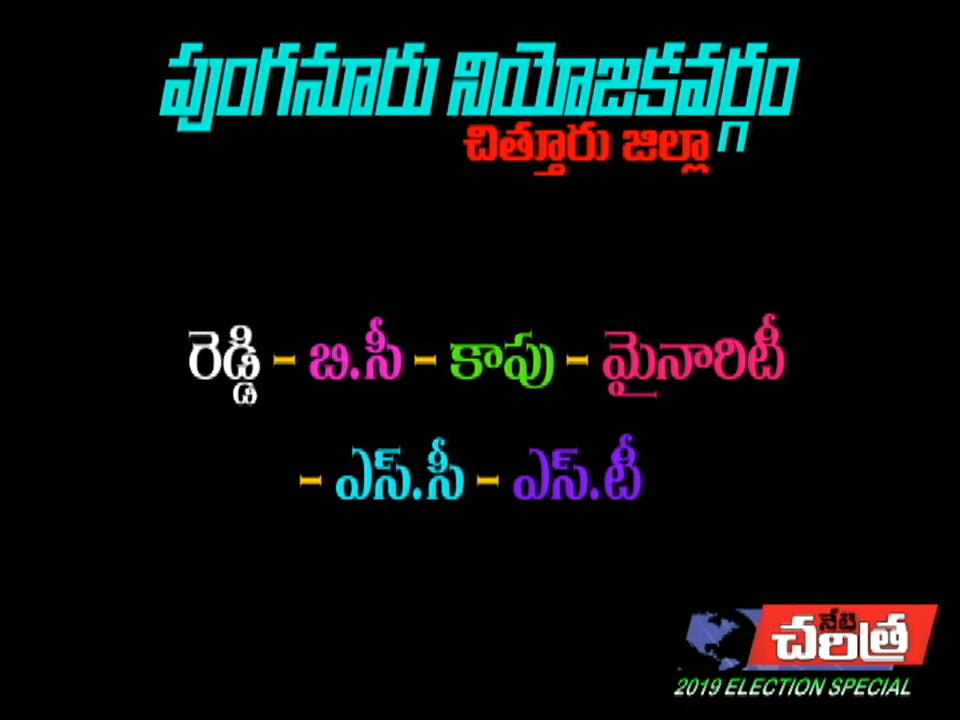 పుంగనూరు నియోజకవర్గం
చిత్తూరు జిల్లా
రెడ్డి - బి.సీ - కాపు - మైనారిటీ
- ఎస్.సీ - ఎస్.టీ
నేటి
చరిత్ర
2019 ELECTION SPECIAL